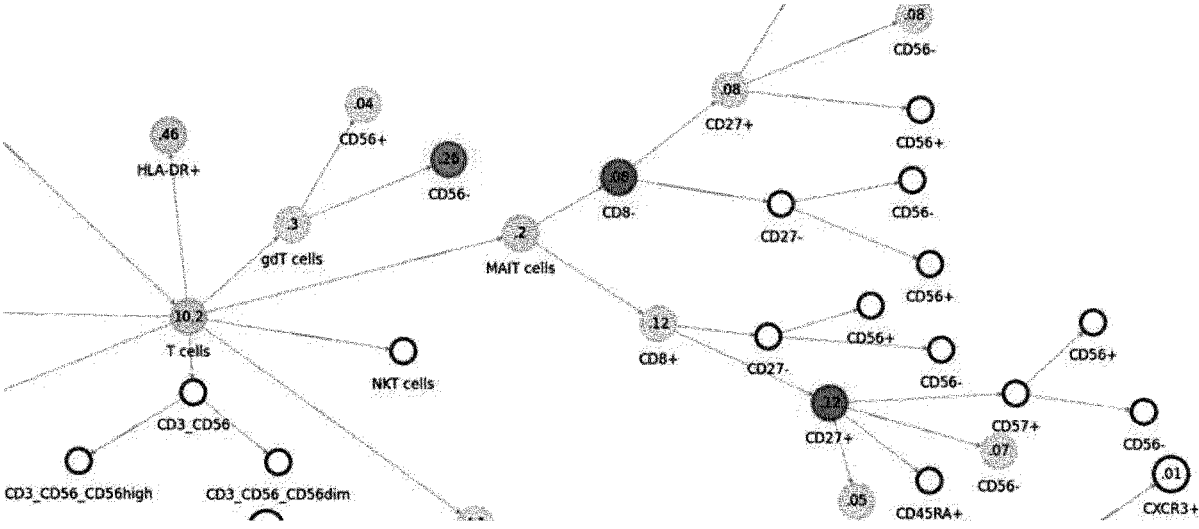 .08
CD56-
.08
CD27+
CD56+
.04
CD56+
.46
HLA-DR+
.26
CD56-
.08
CD8-
CD56-
CD27-
.3
gdT cells
.2
MAIT cells
CD56+
10.2
T cells
.12
CD8+
CD56+
CD27-
CD56-
CD56+
NKT cells
CD3_CD56
.12
CD27+
CD57+
CD56-
.07
CD56-
CD3_CD56_CD56high
CD3_CD56_CD56dim
.05
CD45RA+
.01
CXCR3+